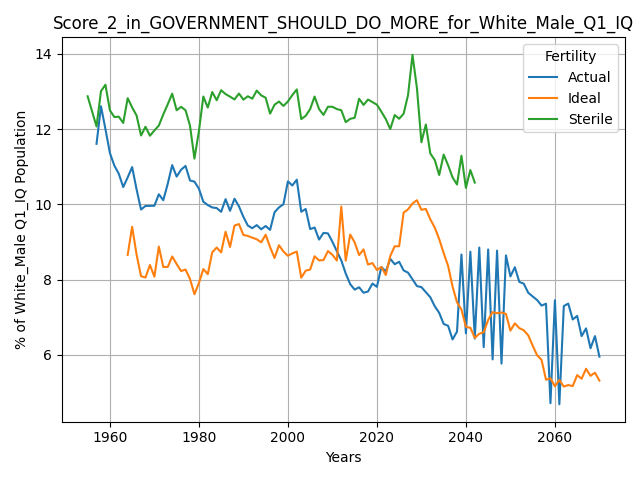 Score_2_in_GOVERNMENT_SHOULD_DO_MORE_for_White_Male_Q1_IQ
Fertility
Actual
Ideal
Sterile
% of White_Male Q1_IQ Population
14
12
10
8
6
1960
1980
2000
2020
2040
2060
Years